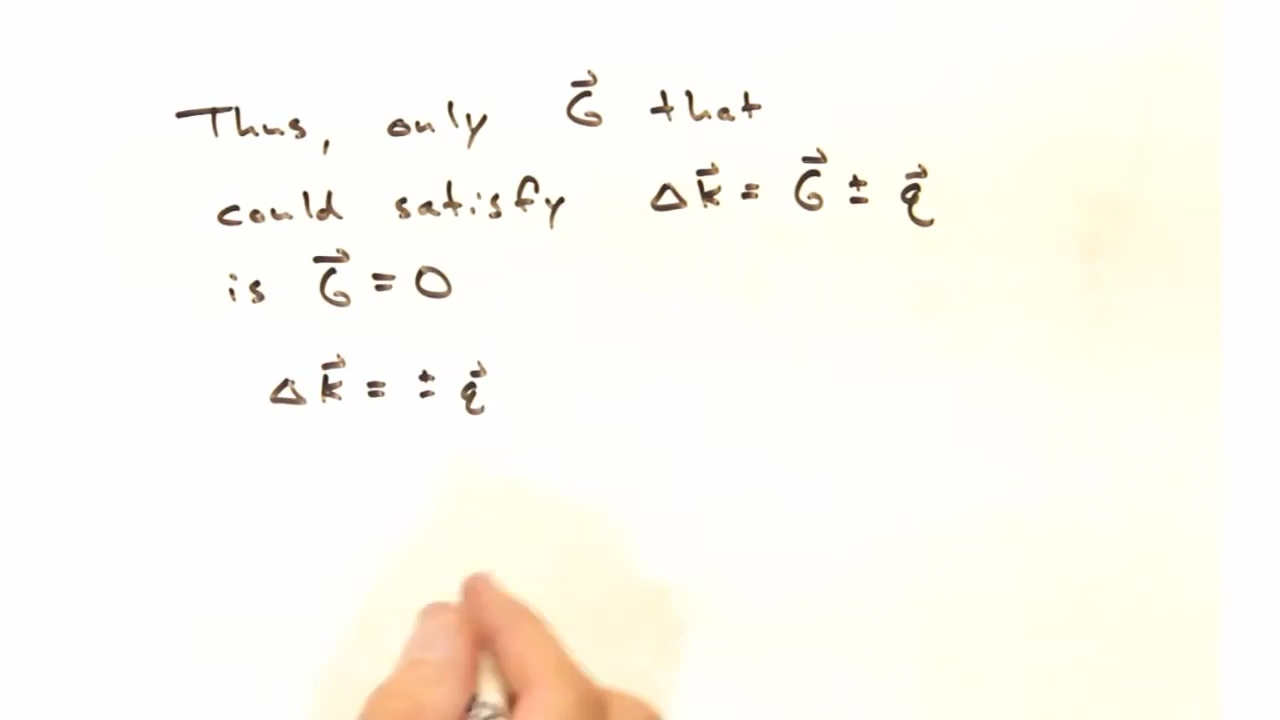 Thus, only G⃗ that
could satisfy Δk⃗ = G⃗ ± q⃗
is G⃗ = 0
Δk⃗ = ± q⃗